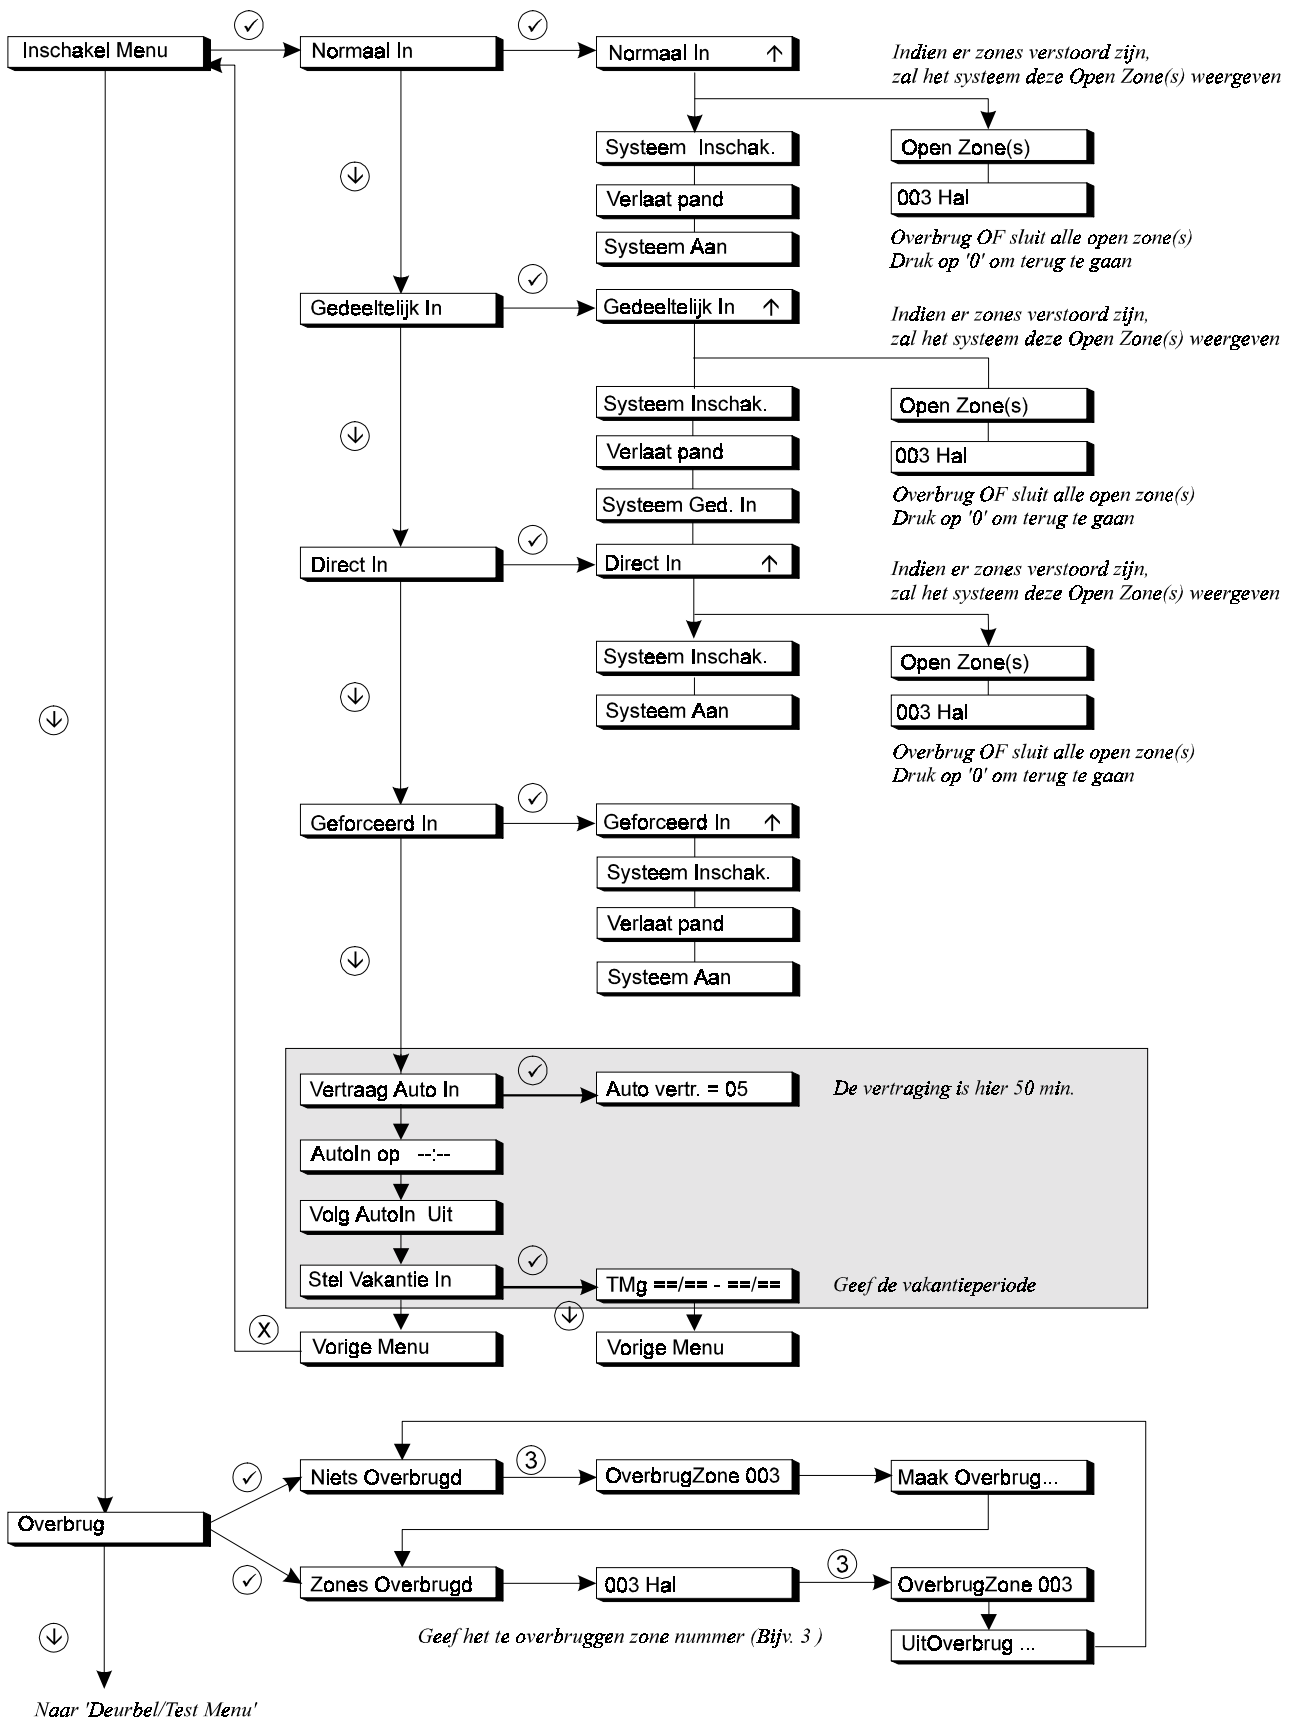 Inschakel Menu
Normaal In
Normaal In ↑
Indien er zones verstoord zijn,
zal het systeem deze Open Zone(s) weergeven
Systeem Inschak.
Open Zone(s)
Verlaat pand
003 Hal
Systeem Aan
Overbrug OF sluit alle open zone(s)
Druk op '0' om terug te gaan
Gedeeltelijk In
Gedeeltelijk In ↑
Indien er zones verstoord zijn,
zal het systeem deze Open Zone(s) weergeven
Systeem Inschak.
Open Zone(s)
Verlaat pand
003 Hal
Systeem Ged. In
Overbrug OF sluit alle open zone(s)
Druk op '0' om terug te gaan
Direct In
Direct In ↑
Indien er zones verstoord zijn,
zal het systeem deze Open Zone(s) weergeven
Systeem Inschak.
Open Zone(s)
Systeem Aan
003 Hal
Overbrug OF sluit alle open zone(s)
Druk op '0' om terug te gaan
Geforceerd In
Geforceerd In ↑
Systeem Inschak.
Verlaat pand
Systeem Aan
Vertraag Auto In
Auto vertr. = 05
De vertraging is hier 50 min.
AutoIn op --:--
Volg AutoIn Uit
Stel Vakantie In
TMg ==/== - ==/==
Geef de vakantieperiode
X
Vorige Menu
Vorige Menu
Niets Overbrugd
3
OverbrugZone 003
Maak Overbrug...
Overbrug
Zones Overbrugd
003 Hal
3
OverbrugZone 003
Geef het te overbruggen zone nummer (Bijv. 3 )
UitOverbrug ...
Naar 'Deurbel/Test Menu'